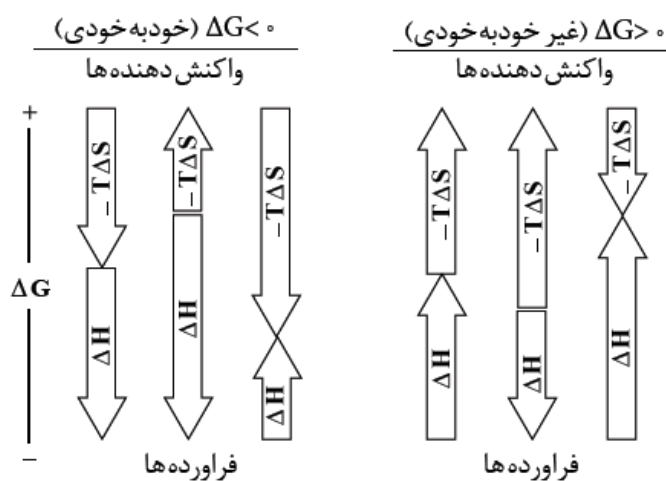 ΔG<۰ (خودبه‌خودی)
واکنش‌دهنده‌ها
ΔG>۰ (غیر خودبه‌خودی)
واکنش‌دهنده‌ها
+
ΔG
−
−TΔS
ΔH
−TΔS
ΔH
−TΔS
ΔH
−TΔS
ΔH
−TΔS
ΔH
−TΔS
ΔH
فراورده‌ها
فراورده‌ها